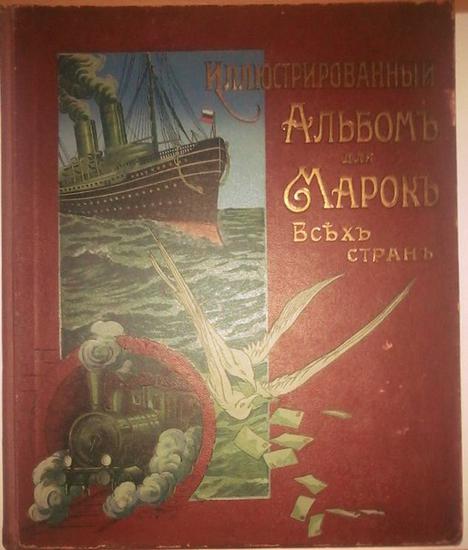 Иллюстрированный
Альбомъ
для
Марокъ
Всѣхъ
странъ